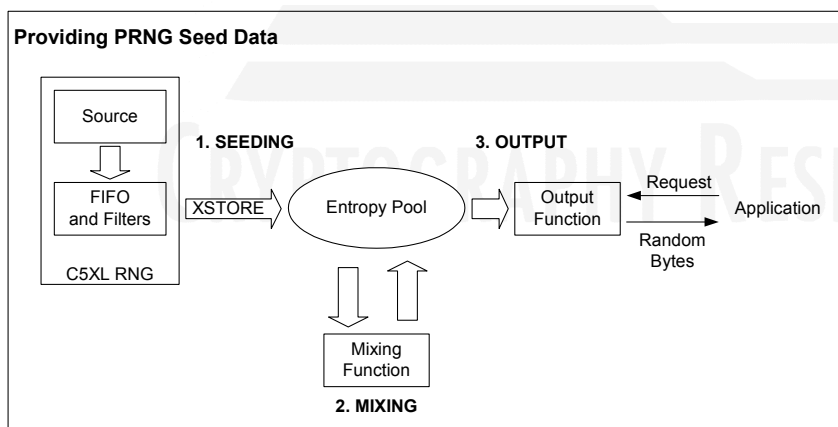 Providing PRNG Seed Data
Source
FIFO
and Filters
C5XL RNG
1. SEEDING
XSTORE
Entropy Pool
3. OUTPUT
Output
Function
Request
Random
Bytes
Application
Mixing
Function
2. MIXING
CRYPTOGRAPHY